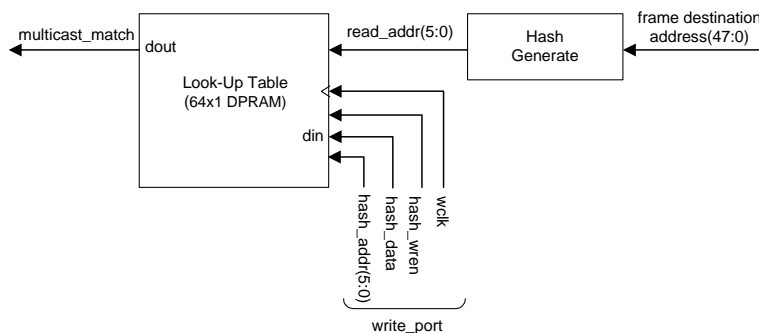 multicast_match
dout
Look-Up Table
(64x1 DPRAM)
din
read_addr(5:0)
Hash
Generate
frame destination
address(47:0)
hash_addr(5:0)
hash_data
hash_wren
wclk
write_port